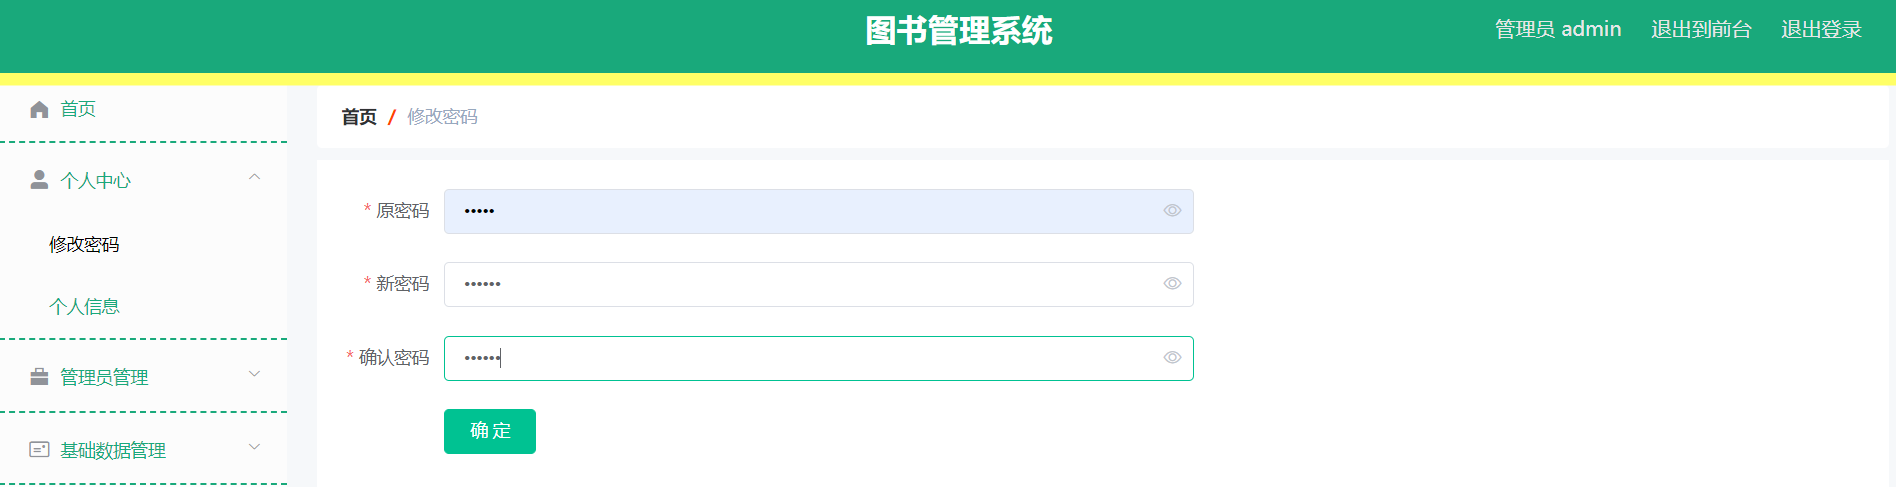 图书管理系统
管理员 admin 退出到前台 退出登录
首页
个人中心
修改密码
个人信息
管理员管理
基础数据管理
首页 / 修改密码
* 原密码 •••••
* 新密码 ••••••
* 确认密码 ••••••
确定